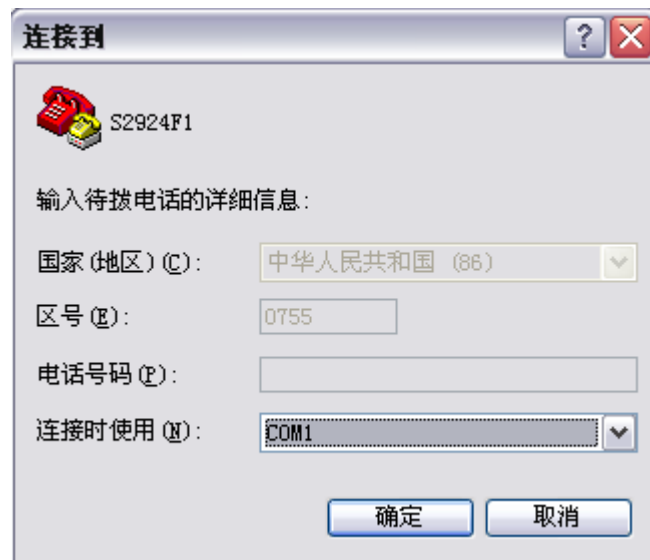 连接到
S2924F1
输入待拨电话的详细信息:
国家(地区)(C): 中华人民共和国 (86)
区号(E): 0755
电话号码(P):
连接时使用(N): COM1
确定 取消